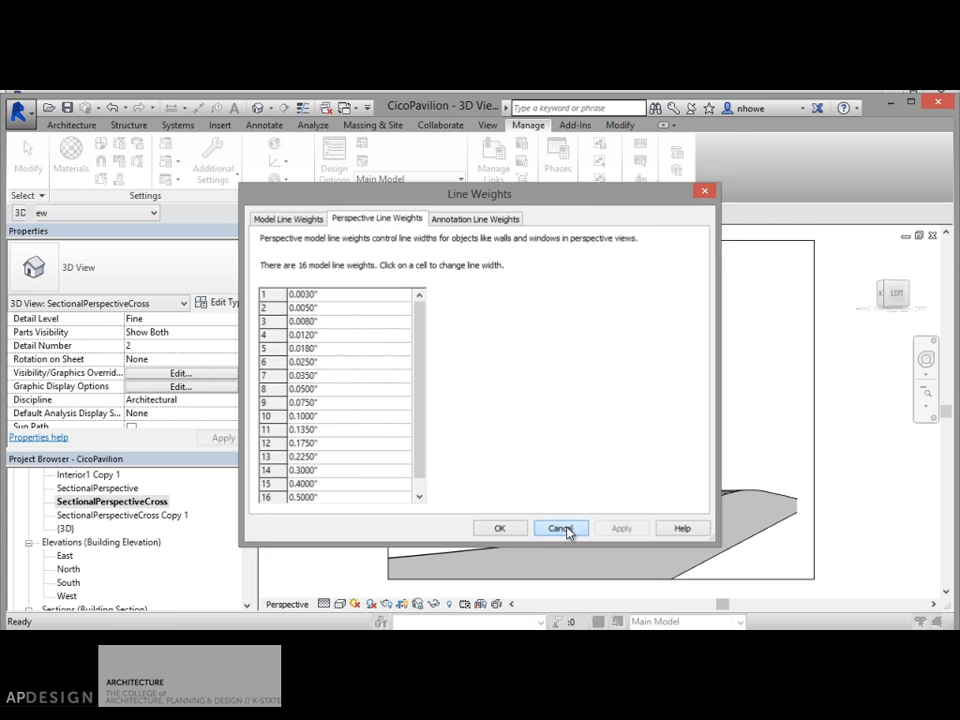 CicoPavilion - 3D Vie...
Type a keyword or phrase
nhowe
Architecture Structure Systems Insert Annotate Analyze Massing & Site Collaborate View Manage Add-Ins Modify
Modify Materials Additional Settings Design Options Main Model Manage Links Phases
Select Settings
3D ew
Properties
3D View
3D View: SectionalPerspectiveCross Edit Ty
Detail Level Fine
Parts Visibility Show Both
Detail Number 2
Rotation on Sheet None
Visibility/Graphics Overrid... Edit...
Graphic Display Options Edit...
Discipline Architectural
Default Analysis Display S... None
Sun Path
Properties help Apply
Project Browser - CicoPavilion
Interior1 Copy 1
SectionalPerspective
SectionalPerspectiveCross
SectionalPerspectiveCross Copy 1
{3D}
Elevations (Building Elevation)
East
North
South
West
Sections (Building Section)
Line Weights
Model Line Weights Perspective Line Weights Annotation Line Weights
Perspective model line weights control line widths for objects like walls and windows in perspective views.
There are 16 model line weights. Click on a cell to change line width.
1 0.0030"
2 0.0050"
3 0.0080"
4 0.0120"
5 0.0180"
6 0.0250"
7 0.0350"
8 0.0500"
9 0.0750"
10 0.1000"
11 0.1350"
12 0.1750"
13 0.2250"
14 0.3000"
15 0.4000"
16 0.5000"
OK Cancel Apply Help
LEFT
Perspective
Ready :0 Main Model
APDESIGN
ARCHITECTURE
THE COLLEGE of
ARCHITECTURE, PLANNING & DESIGN // K-STATE